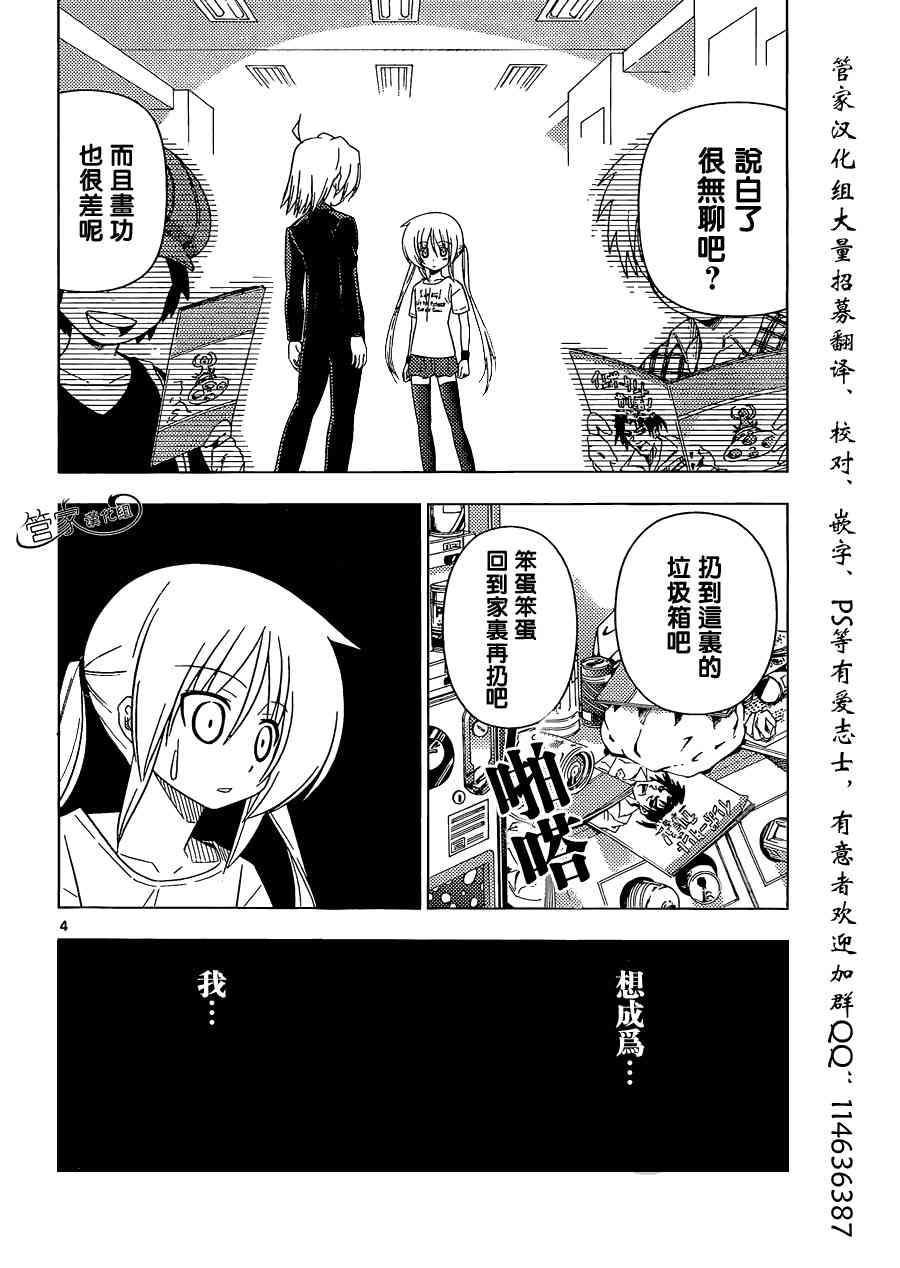 說白了
很無聊吧?
而且畫功
也很差呢
扔到這裏的
垃圾箱吧
笨蛋笨蛋
回到家裏再扔吧
啪嗒
管家
漢化組
4
想成爲…
我…
管家汉化组大量招募翻译、校对、嵌字、PS等有爱志士，有意者欢迎加群QQ：114636387